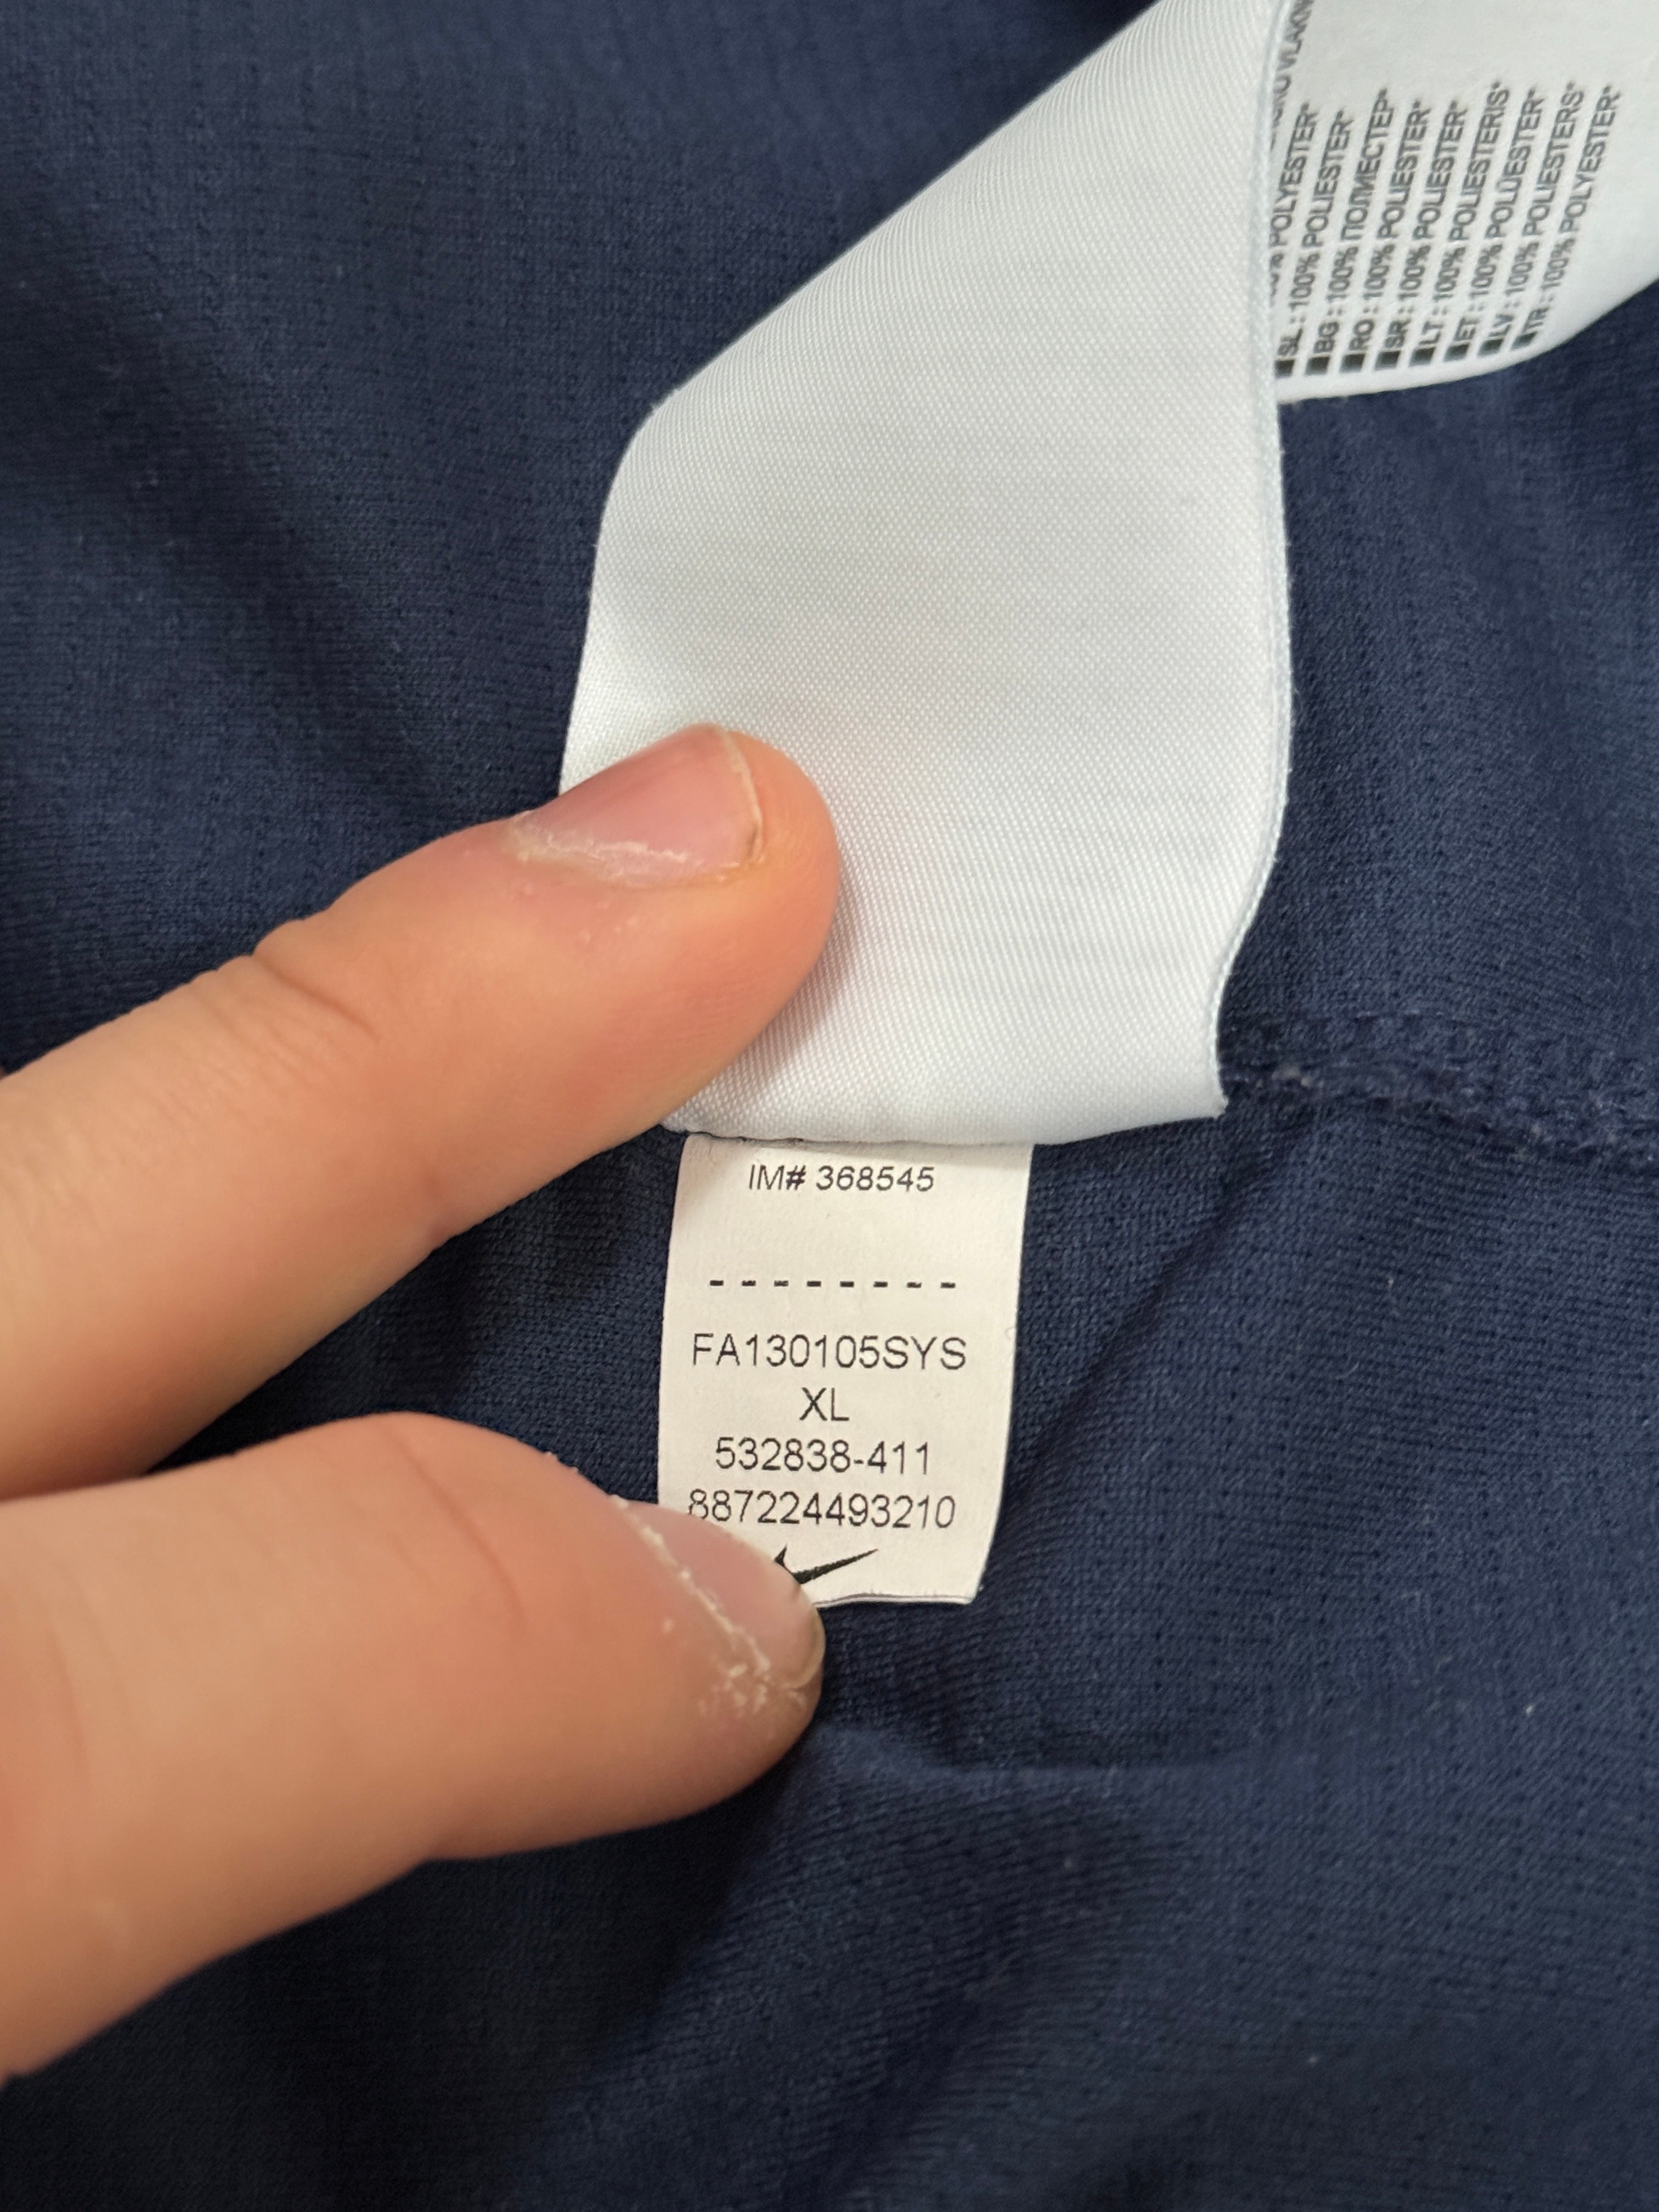 POLYESTER*
SL : 100% POLIESTER*
BG : 100% ПОЛИЕСТЕР*
RO : 100% POLIESTER*
SR : 100% POLIESTER*
LT : 100% POLIESTERIS*
ET : 100% POLÜESTER*
LV : 100% POLIESTERS*
TR : 100% POLYESTER*
IM# 368545
--------
FA130105SYS
XL
532838-411
887224493210